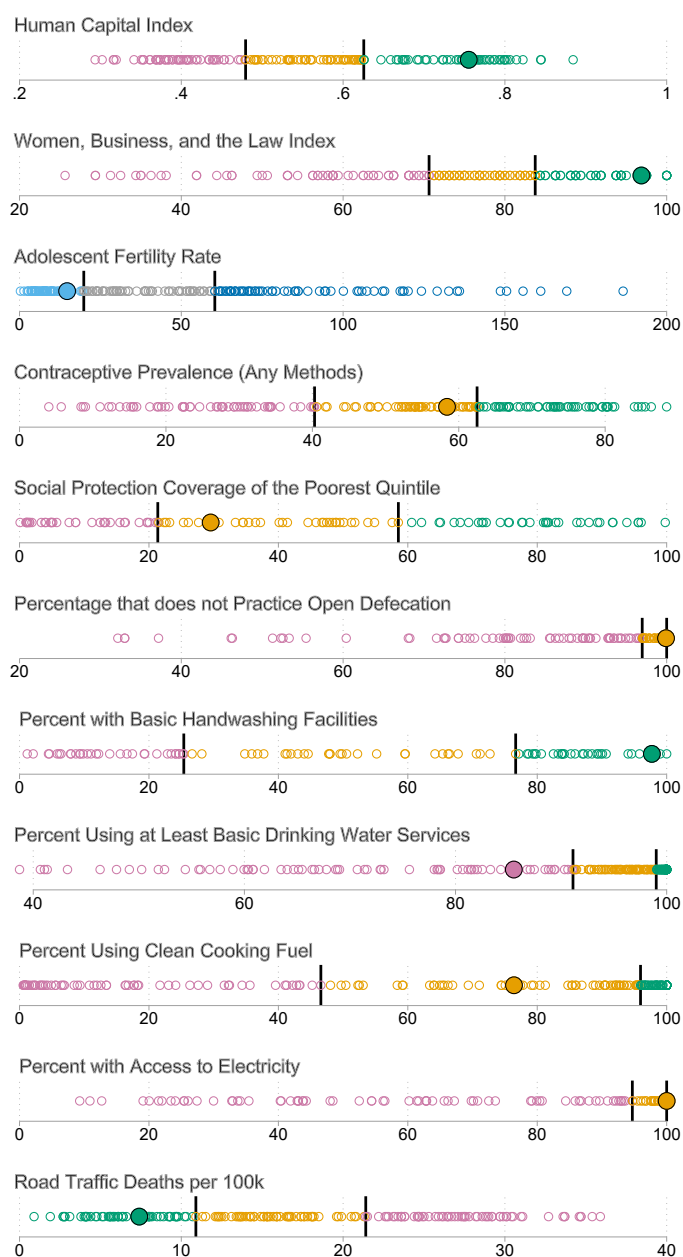 Human Capital Index
.2 .4 .6 .8 1
Women, Business, and the Law Index
20 40 60 80 100
Adolescent Fertility Rate
0 50 100 150 200
Contraceptive Prevalence (Any Methods)
0 20 40 60 80
Social Protection Coverage of the Poorest Quintile
0 20 40 60 80 100
Percentage that does not Practice Open Defecation
20 40 60 80 100
Percent with Basic Handwashing Facilities
0 20 40 60 80 100
Percent Using at Least Basic Drinking Water Services
40 60 80 100
Percent Using Clean Cooking Fuel
0 20 40 60 80 100
Percent with Access to Electricity
0 20 40 60 80 100
Road Traffic Deaths per 100k
0 10 20 30 40